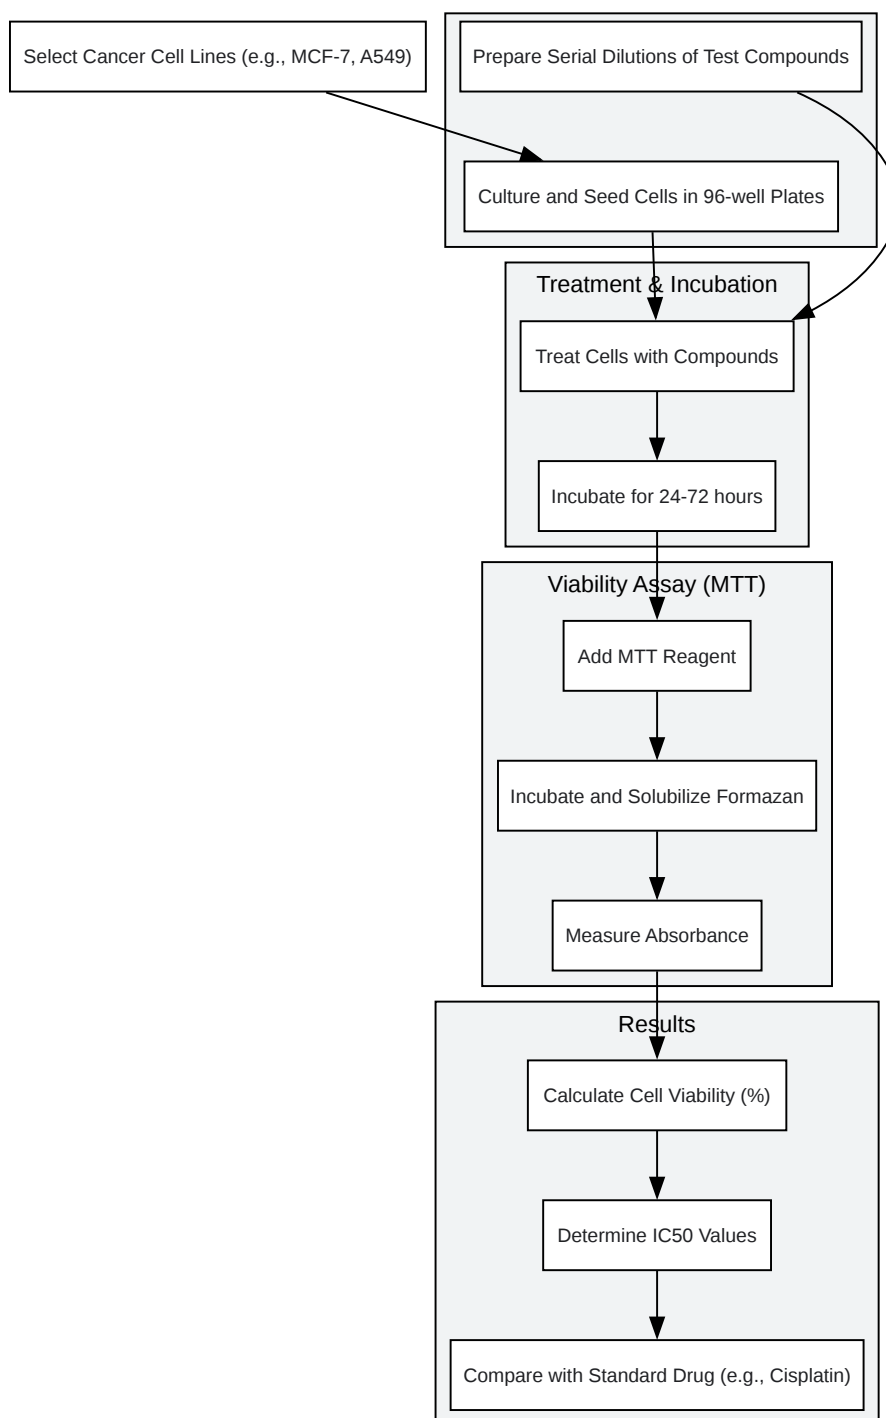 Select Cancer Cell Lines (e.g., MCF-7, A549)
Prepare Serial Dilutions of Test Compounds
Culture and Seed Cells in 96-well Plates
Treatment & Incubation
Treat Cells with Compounds
Incubate for 24-72 hours
Viability Assay (MTT)
Add MTT Reagent
Incubate and Solubilize Formazan
Measure Absorbance
Results
Calculate Cell Viability (%)
Determine IC50 Values
Compare with Standard Drug (e.g., Cisplatin)